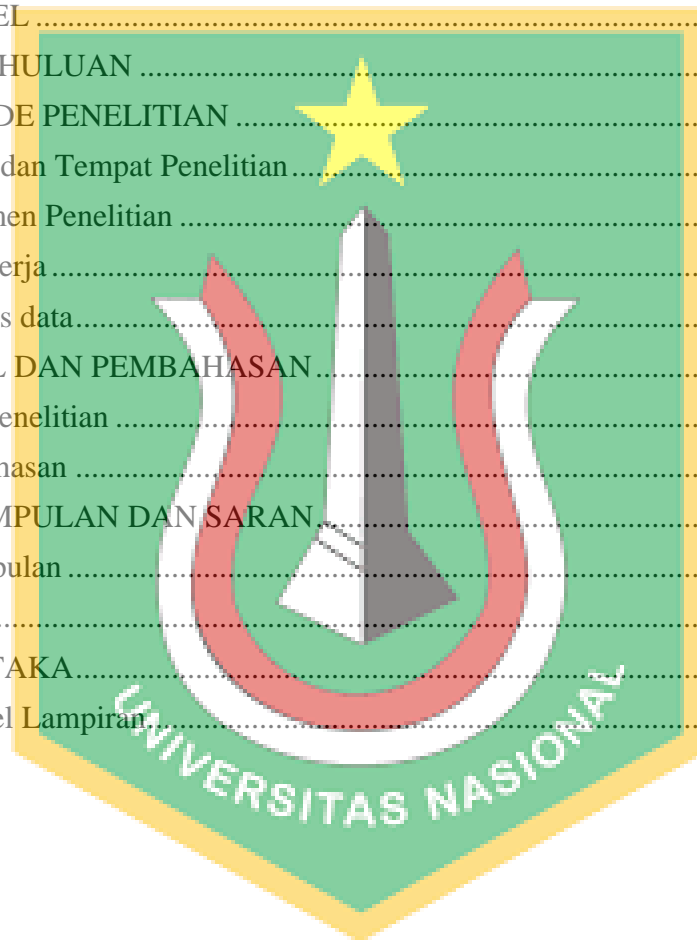 EL ..........
HULUAN ..........
DE PENELITIAN ..........
dan Tempat Penelitian ..........
nen Penelitian ..........
erja ..........
s data ..........
L DAN PEMBAHASAN ..........
enelitian ..........
hasan ..........
MPULAN DAN SARAN ..........
pulan ..........
..........
TAKA ..........
el Lampiran ..........
UNIVERSITAS NASIONAL